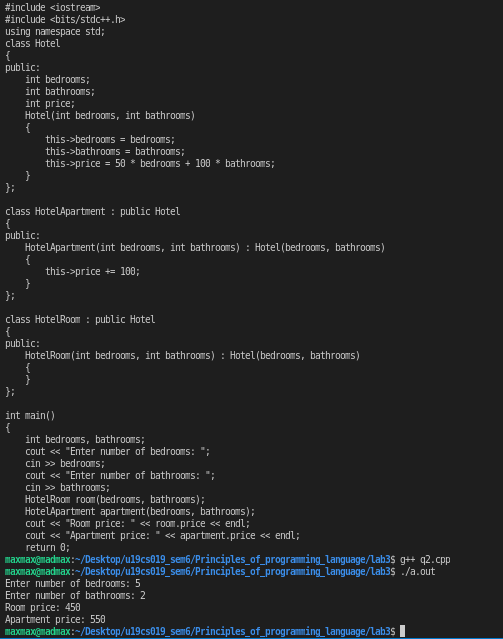 #include <iostream>
#include <bits/stdc++.h>
using namespace std;
class Hotel
{
public:
    int bedrooms;
    int bathrooms;
    int price;
    Hotel(int bedrooms, int bathrooms)
    {
        this->bedrooms = bedrooms;
        this->bathrooms = bathrooms;
        this->price = 50 * bedrooms + 100 * bathrooms;
    }
};

class HotelApartment : public Hotel
{
public:
    HotelApartment(int bedrooms, int bathrooms) : Hotel(bedrooms, bathrooms)
    {
        this->price += 100;
    }
};

class HotelRoom : public Hotel
{
public:
    HotelRoom(int bedrooms, int bathrooms) : Hotel(bedrooms, bathrooms)
    {
    }
};

int main()
{
    int bedrooms, bathrooms;
    cout << "Enter number of bedrooms: ";
    cin >> bedrooms;
    cout << "Enter number of bathrooms: ";
    cin >> bathrooms;
    HotelRoom room(bedrooms, bathrooms);
    HotelApartment apartment(bedrooms, bathrooms);
    cout << "Room price: " << room.price << endl;
    cout << "Apartment price: " << apartment.price << endl;
    return 0;
maxmax@madmax:~/Desktop/u19cs019_sem6/Principles_of_programming_language/lab3$ g++ q2.cpp
maxmax@madmax:~/Desktop/u19cs019_sem6/Principles_of_programming_language/lab3$ ./a.out
Enter number of bedrooms: 5
Enter number of bathrooms: 2
Room price: 450
Apartment price: 550
maxmax@madmax:~/Desktop/u19cs019_sem6/Principles_of_programming_language/lab3$